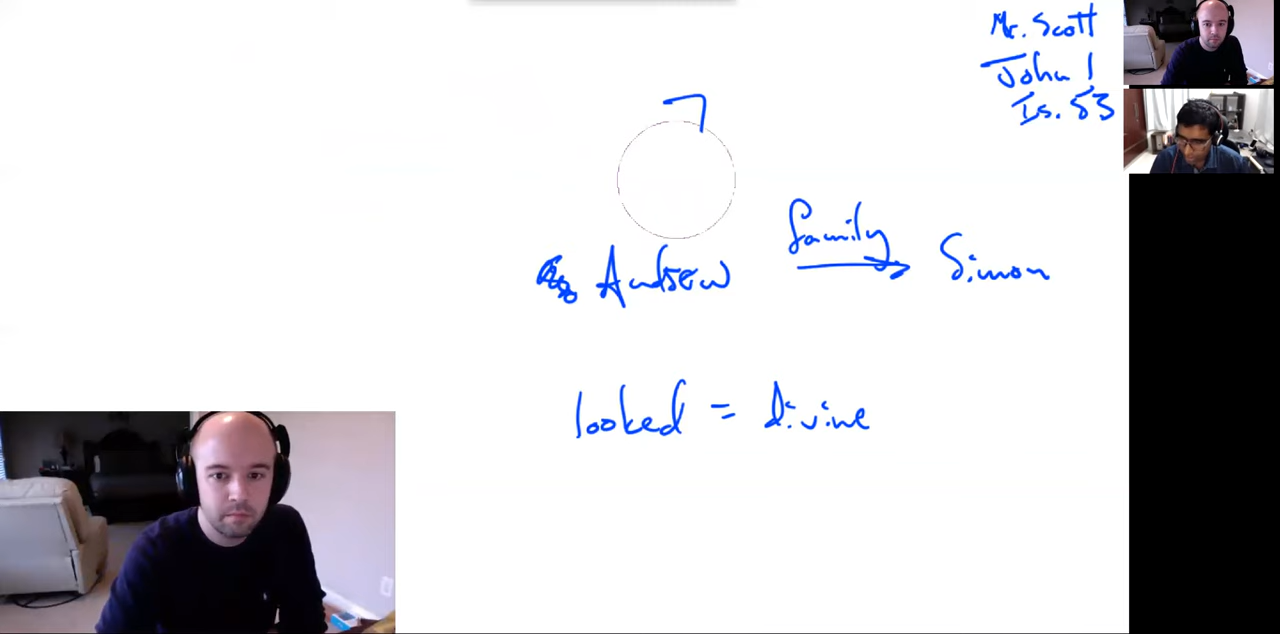 Mr. Scott
John 1
Is. 53
family
Andrew Simon
looked = divine